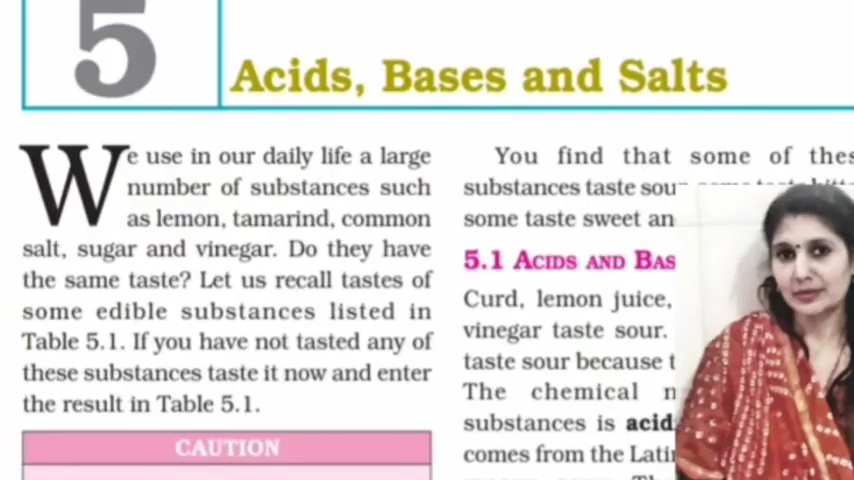 5
Acids, Bases and Salts
We use in our daily life a large
number of substances such
as lemon, tamarind, common
salt, sugar and vinegar. Do they have
the same taste? Let us recall tastes of
some edible substances listed in
Table 5.1. If you have not tasted any of
these substances taste it now and enter
the result in Table 5.1.
CAUTION
You find that some of thes
substances taste sour
some taste sweet an
5.1 ACIDS AND BAS
Curd, lemon juice,
vinegar taste sour.
taste sour because t
The chemical n
substances is acid
comes from the Lati